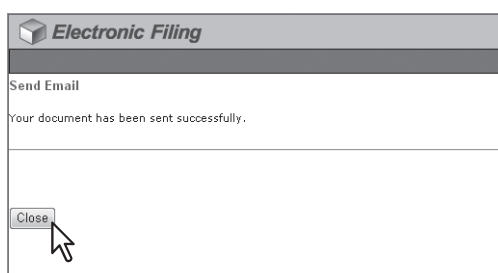 Electronic Filing
Send Email
Your document has been sent successfully.
Close